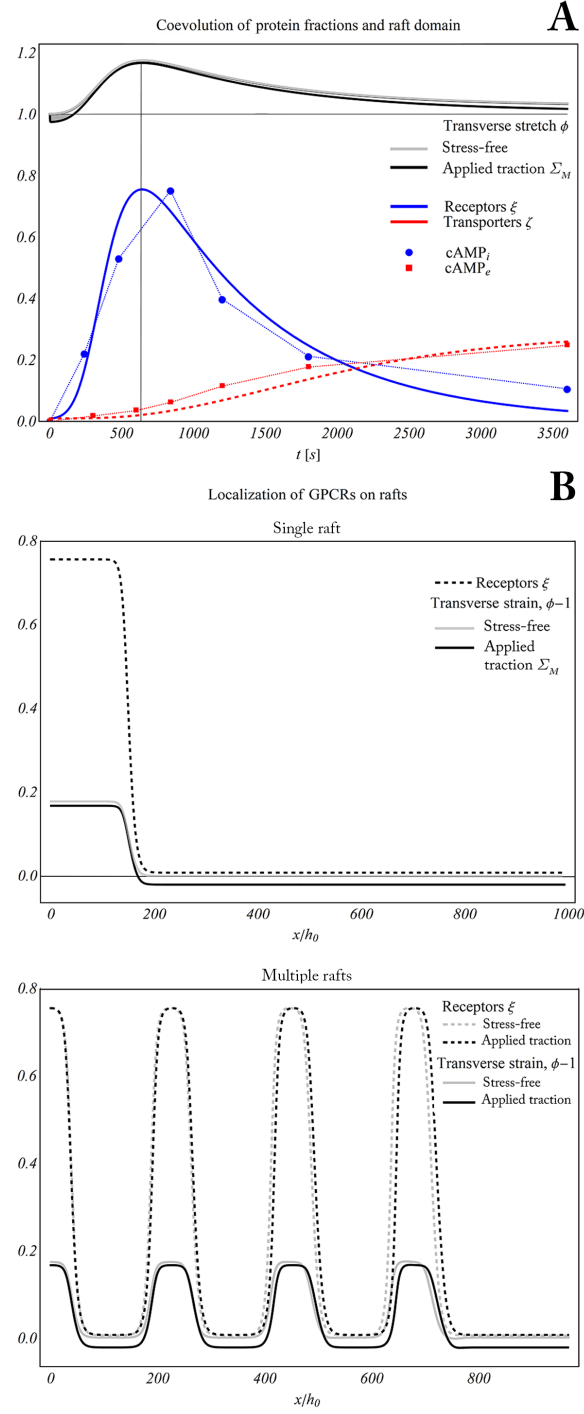 Coevolution of protein fractions and raft domain
A
1.2
1.0
0.8
0.6
0.4
0.2
0.0
Transverse stretch ϕ
Stress-free
Applied traction Σ_M
Receptors ξ
Transporters ζ
cAMP_i
cAMP_e
0 500 1000 1500 2000 2500 3000 3500
t [s]
B
Localization of GPCRs on rafts
Single raft
0.8
0.6
0.4
0.2
0.0
Receptors ξ
Transverse strain, ϕ−1
Stress-free
Applied
traction Σ_M
0 200 400 600 800 1000
x/h_0
Multiple rafts
0.8
0.6
0.4
0.2
0.0
Receptors ξ
Stress-free
Applied traction
Transverse strain, ϕ−1
Stress-free
Applied traction
0 200 400 600 800
x/h_0